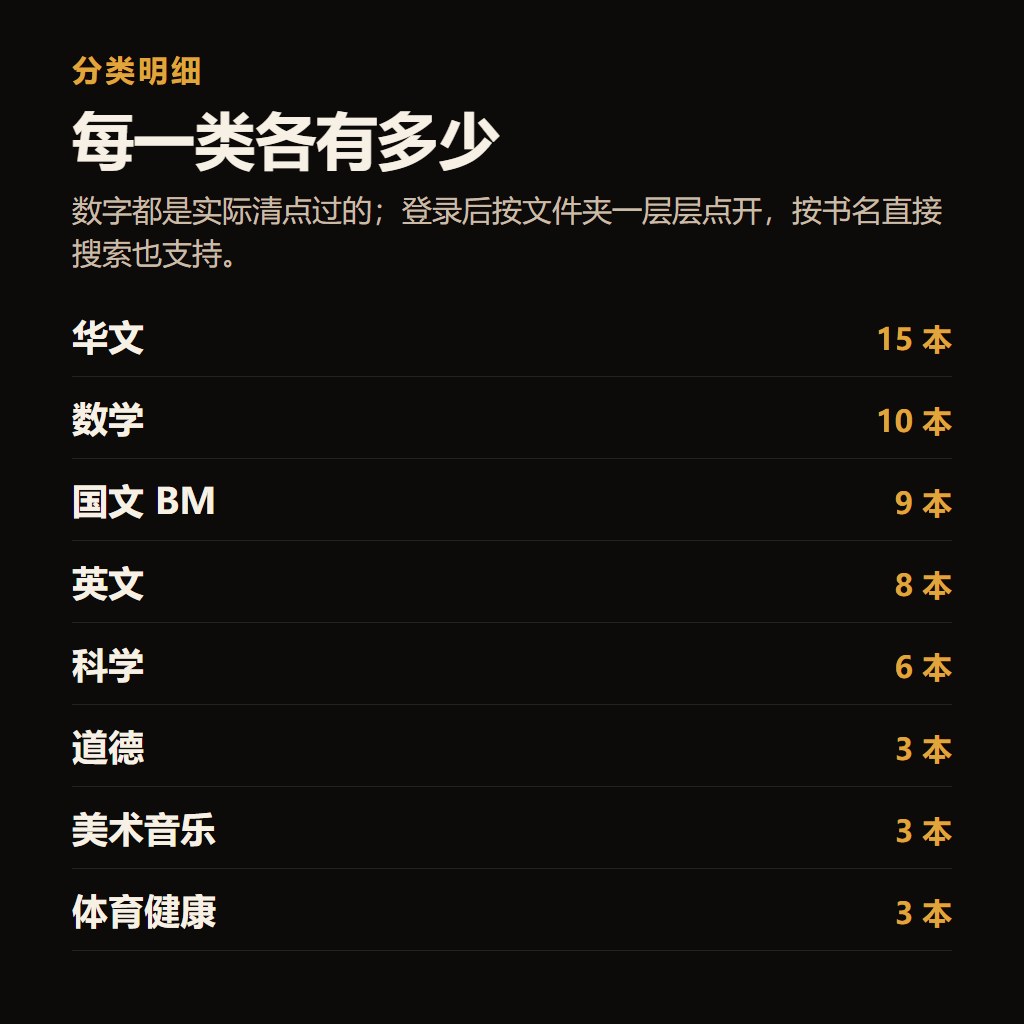 分类明细
每一类各有多少
数字都是实际清点过的；登录后按文件夹一层层点开，按书名直接
搜索也支持。
华文 15 本
数学 10 本
国文 BM 9 本
英文 8 本
科学 6 本
道德 3 本
美术音乐 3 本
体育健康 3 本